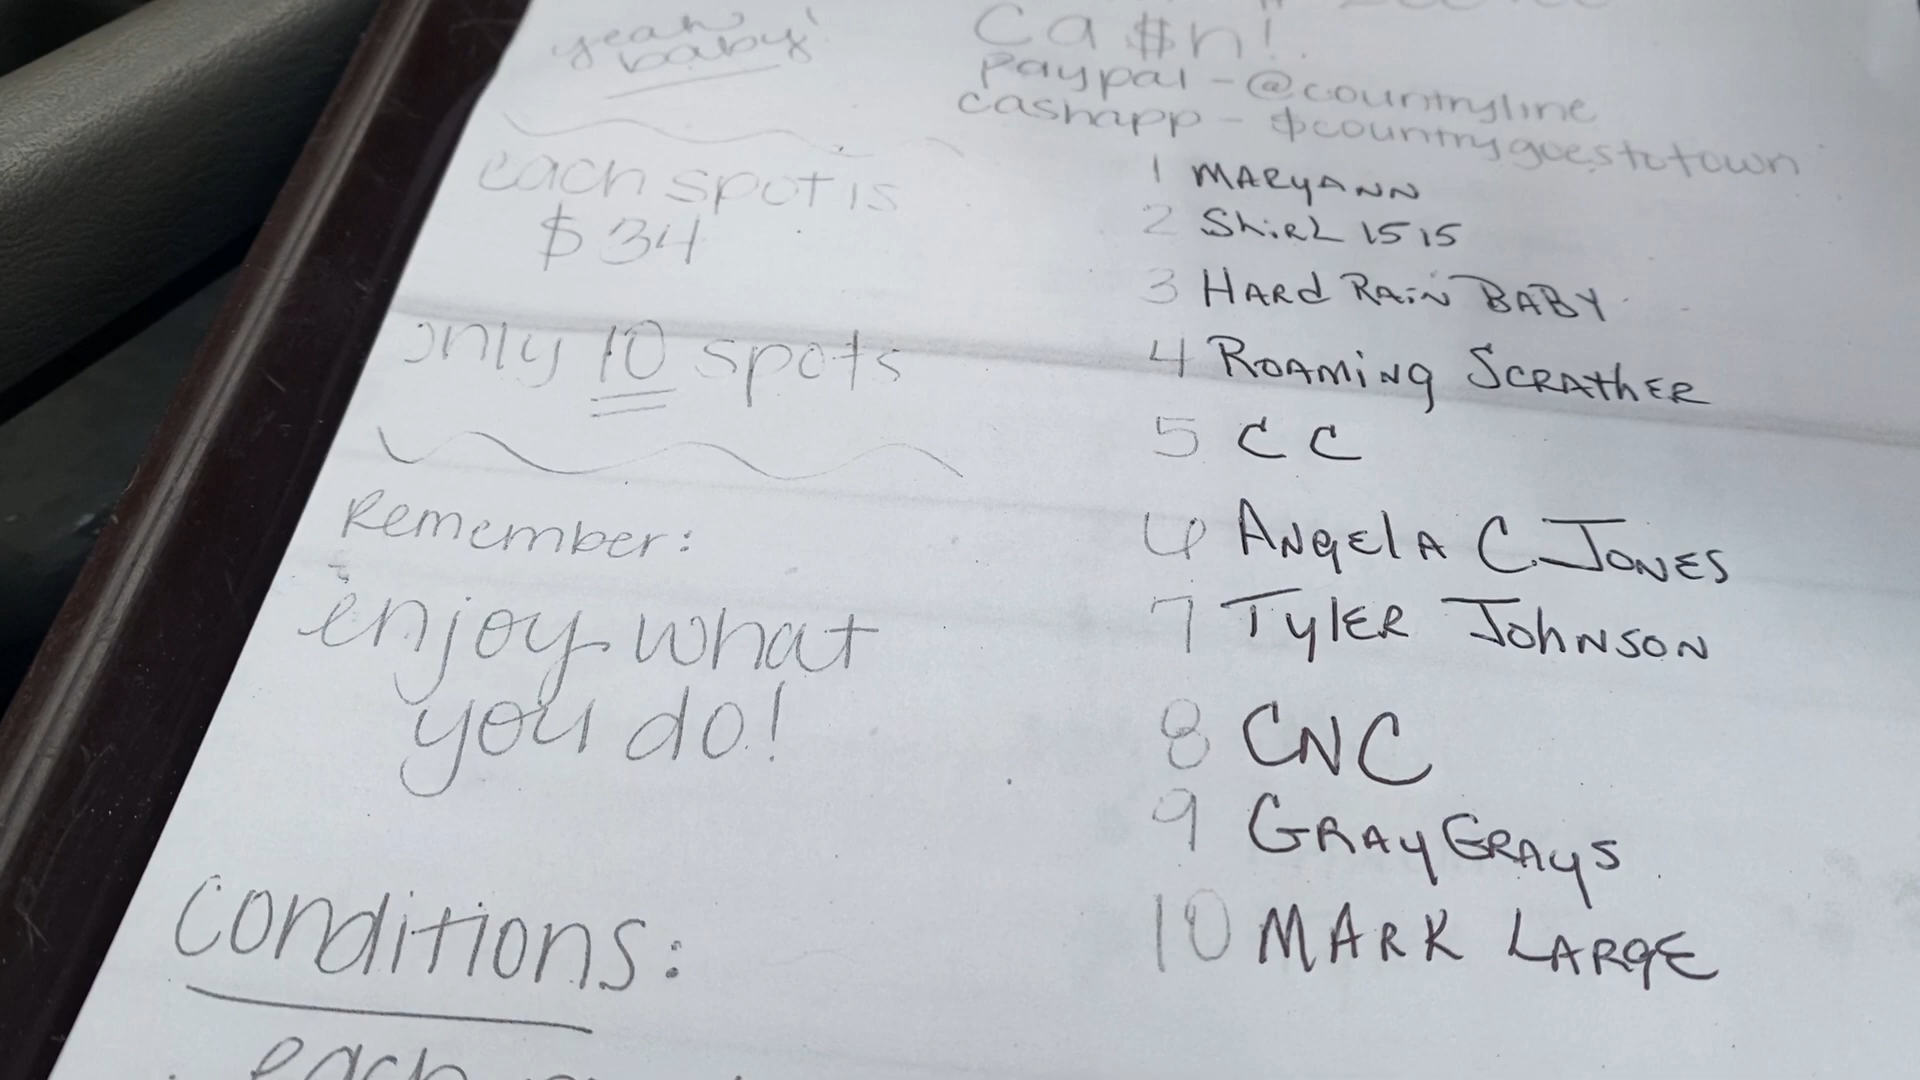 yeah
baby!
each spot is
$34
only 10 spots
Remember:
enjoy what
you do!
Conditions:
each
Ca$h!
Paypal - @countryline
cashapp - $countrygoestotown
1 MARYANN
2 ShiRL 1515
3 HARd RAiN BABY
4 ROAMiNg SCRAthER
5 CC
6 ANgElA C. JONES
7 TylER JOhNSON
8 CNC
9 GRAyGRAyS
10 MARK LARgE